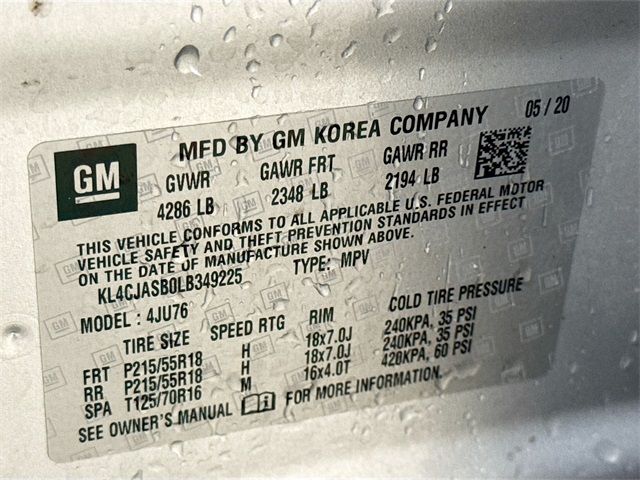 MFD BY GM KOREA COMPANY 05 / 20
GM
GVWR GAWR FRT GAWR RR
4286 LB 2348 LB 2194 LB
THIS VEHICLE CONFORMS TO ALL APPLICABLE U.S. FEDERAL MOTOR
VEHICLE SAFETY AND THEFT PREVENTION STANDARDS IN EFFECT
ON THE DATE OF MANUFACTURE SHOWN ABOVE.
KL4CJASB0LB349225 TYPE: MPV
MODEL : 4JU76
TIRE SIZE SPEED RTG RIM COLD TIRE PRESSURE
FRT P215/55R18 H 18x7.0J 240KPA, 35 PSI
RR P215/55R18 H 18x7.0J 240KPA, 35 PSI
SPA T125/70R16 M 16x4.0T 420KPA, 60 PSI
SEE OWNER'S MANUAL FOR MORE INFORMATION.